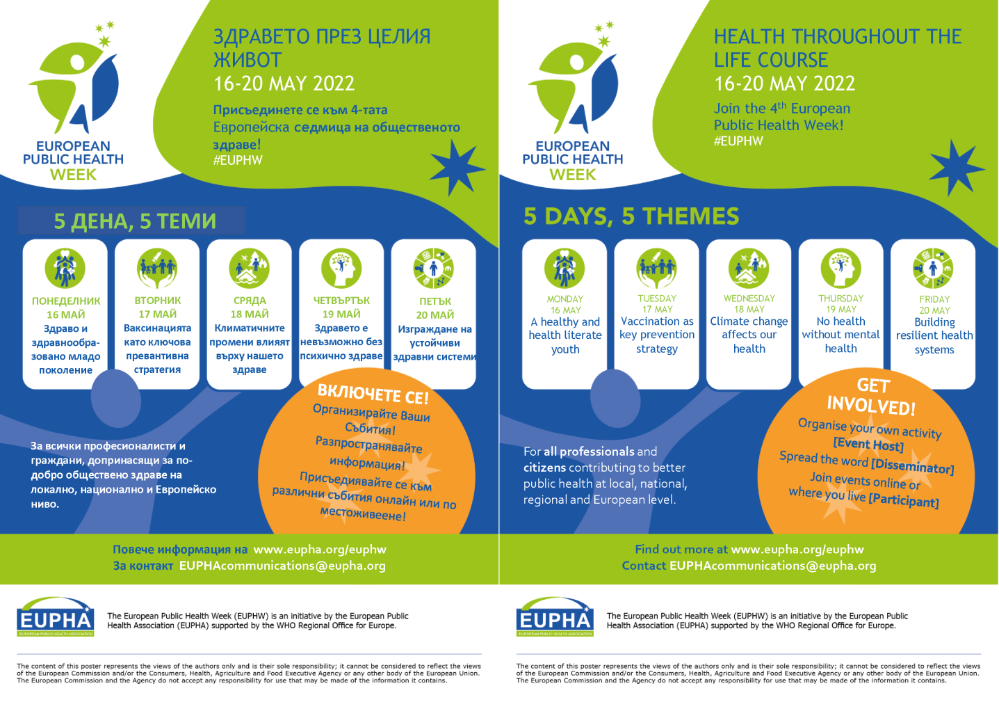 EUROPEAN
PUBLIC HEALTH
WEEK
ЗДРАВЕТО ПРЕЗ ЦЕЛИЯ
ЖИВОТ
16-20 MAY 2022
Присъединете се към 4-тата
Европейска седмица на общественото
здраве!
#EUPHW
5 ДЕНА, 5 ТЕМИ
ПОНЕДЕЛНИК
16 МАЙ
Здраво и
здравнообра-
зовано младо
поколение
ВТОРНИК
17 МАЙ
Ваксинацията
като ключова
превантивна
стратегия
СРЯДА
18 МАЙ
Климатичните
промени влияят
върху нашето
здраве
ЧЕТВЪРТЪК
19 МАЙ
Здравето е
невъзможно без
психично здраве
ПЕТЪК
20 МАЙ
Изграждане на
устойчиви
здравни системи
За всички професионалисти и
граждани, допринасящи за по-
добро обществено здраве на
локално, национално и Европейско
ниво.
ВКЛЮЧЕТЕ СЕ!
Организирайте Ваши
Събития!
Разпространявайте
информация!
Присъедиявайте се към
различни събития онлайн или по
местоживеене!
Повече информация на www.eupha.org/euphw
За контакт EUPHAcommunications@eupha.org
EUPHA
EUROPEAN PUBLIC HEALTH ASSOCIATION
The European Public Health Week (EUPHW) is an initiative by the European Public
Health Association (EUPHA) supported by the WHO Regional Office for Europe.
The content of this poster represents the views of the authors only and is their sole responsibility; it cannot be considered to reflect the views
of the European Commission and/or the Consumers, Health, Agriculture and Food Executive Agency or any other body of the European Union.
The European Commission and the Agency do not accept any responsibility for use that may be made of the information it contains.
EUROPEAN
PUBLIC HEALTH
WEEK
HEALTH THROUGHOUT THE
LIFE COURSE
16-20 MAY 2022
Join the 4th European
Public Health Week!
#EUPHW
5 DAYS, 5 THEMES
MONDAY
16 MAY
A healthy and
health literate
youth
TUESDAY
17 MAY
Vaccination as
key prevention
strategy
WEDNESDAY
18 MAY
Climate change
affects our
health
THURSDAY
19 MAY
No health
without mental
health
FRIDAY
20 MAY
Building
resilient health
systems
For all professionals and
citizens contributing to better
public health at local, national,
regional and European level.
GET
INVOLVED!
Organise your own activity
[Event Host]
Spread the word [Disseminator]
Join events online or
where you live [Participant]
Find out more at www.eupha.org/euphw
Contact EUPHAcommunications@eupha.org
EUPHA
EUROPEAN PUBLIC HEALTH ASSOCIATION
The European Public Health Week (EUPHW) is an initiative by the European Public
Health Association (EUPHA) supported by the WHO Regional Office for Europe.
The content of this poster represents the views of the authors only and is their sole responsibility; it cannot be considered to reflect the views
of the European Commission and/or the Consumers, Health, Agriculture and Food Executive Agency or any other body of the European Union.
The European Commission and the Agency do not accept any responsibility for use that may be made of the information it contains.